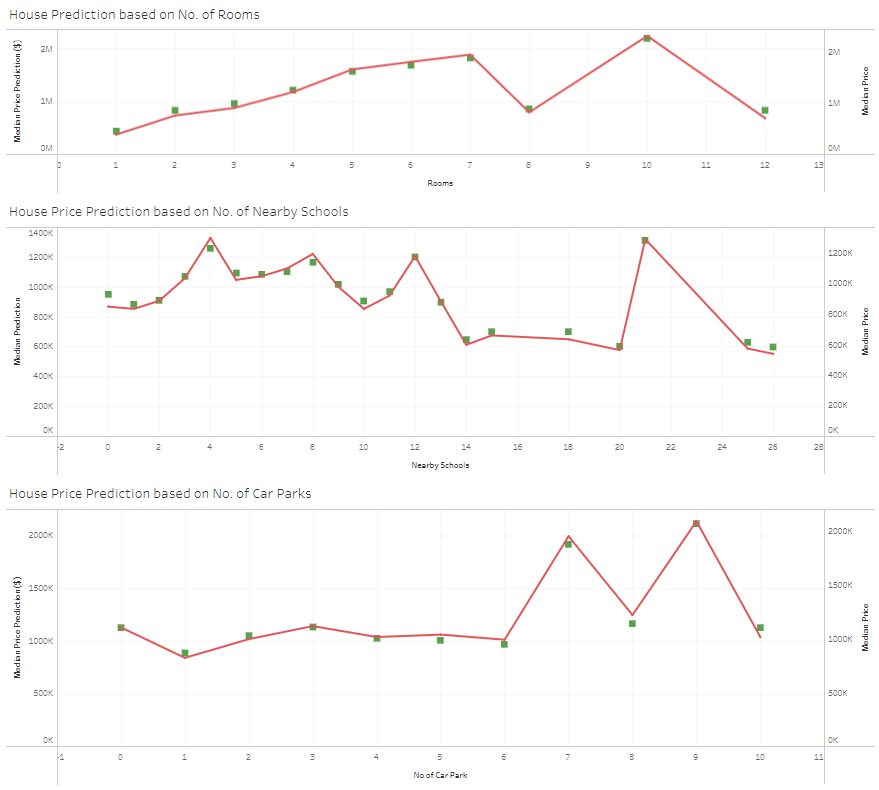 House Prediction based on No. of Rooms
Median Price Prediction ($)
2M
1M
0M
2M
1M
0M
Median Price
0 1 2 3 4 5 6 7 8 9 10 11 12 13
Rooms
House Price Prediction based on No. of Nearby Schools
Median Prediction
1400K
1200K
1000K
800K
600K
400K
200K
0K
1200K
1000K
800K
600K
400K
200K
0K
Median Price
-2 0 2 4 6 8 10 12 14 16 18 20 22 24 26 28
Nearby Schools
House Price Prediction based on No. of Car Parks
Median Price Prediction($)
2000K
1500K
1000K
500K
0K
2000K
1500K
1000K
500K
0K
Median Price
-1 0 1 2 3 4 5 6 7 8 9 10 11
No of Car Park